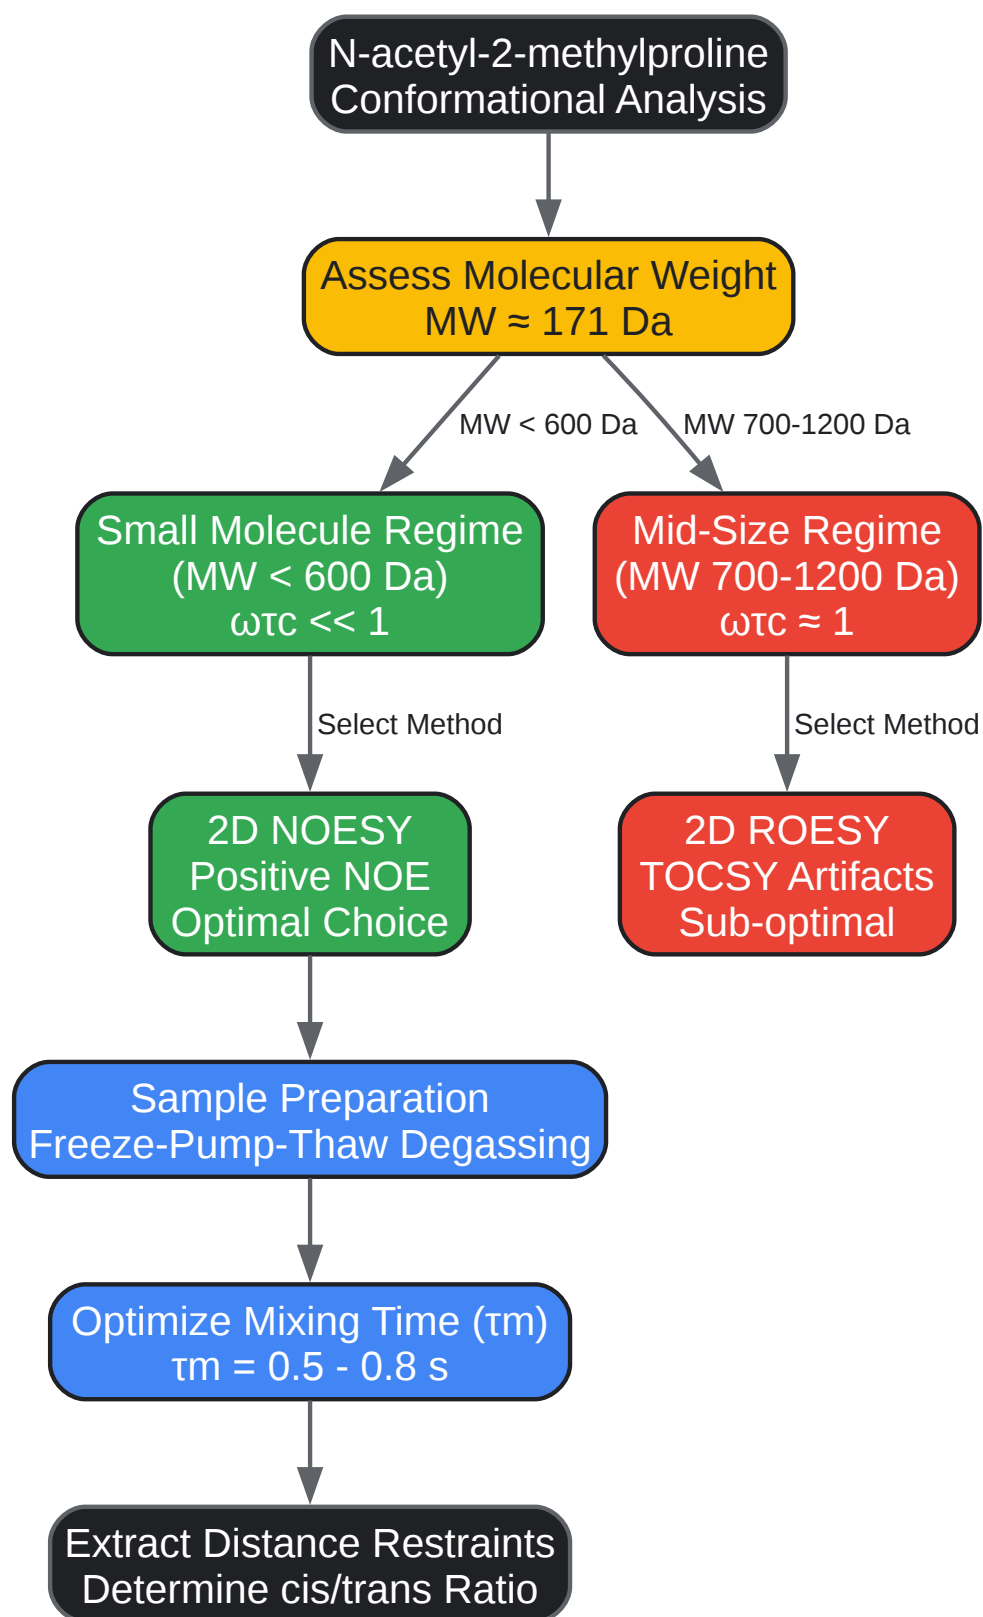 N-acetyl-2-methylproline
Conformational Analysis
Assess Molecular Weight
MW ≈ 171 Da
MW < 600 Da
MW 700-1200 Da
Small Molecule Regime
(MW < 600 Da)
ωτc << 1
Mid-Size Regime
(MW 700-1200 Da)
ωτc ≈ 1
Select Method
Select Method
2D NOESY
Positive NOE
Optimal Choice
2D ROESY
TOCSY Artifacts
Sub-optimal
Sample Preparation
Freeze-Pump-Thaw Degassing
Optimize Mixing Time (τm)
τm = 0.5 - 0.8 s
Extract Distance Restraints
Determine cis/trans Ratio